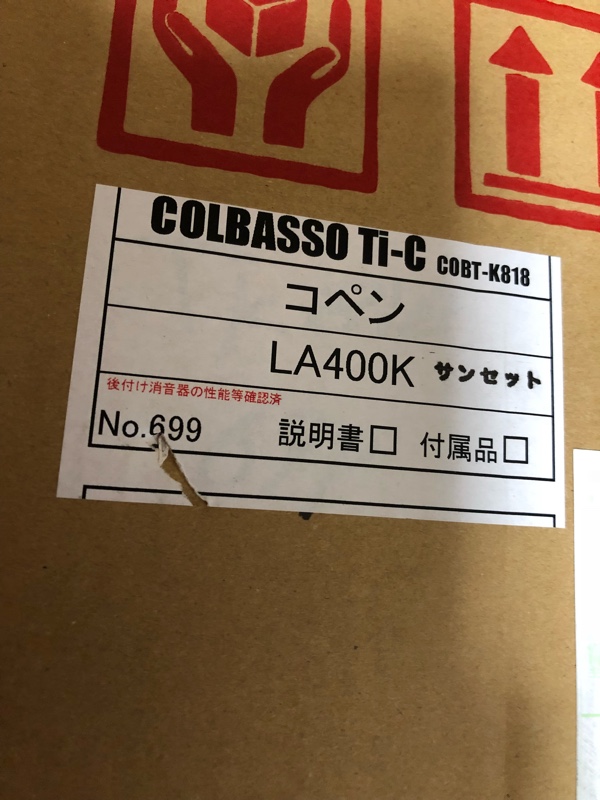 COLBASSO Ti-C COBT-K818
コペン
LA400K サンセット
後付け消音器の性能等確認済
No.699 説明書□ 付属品□